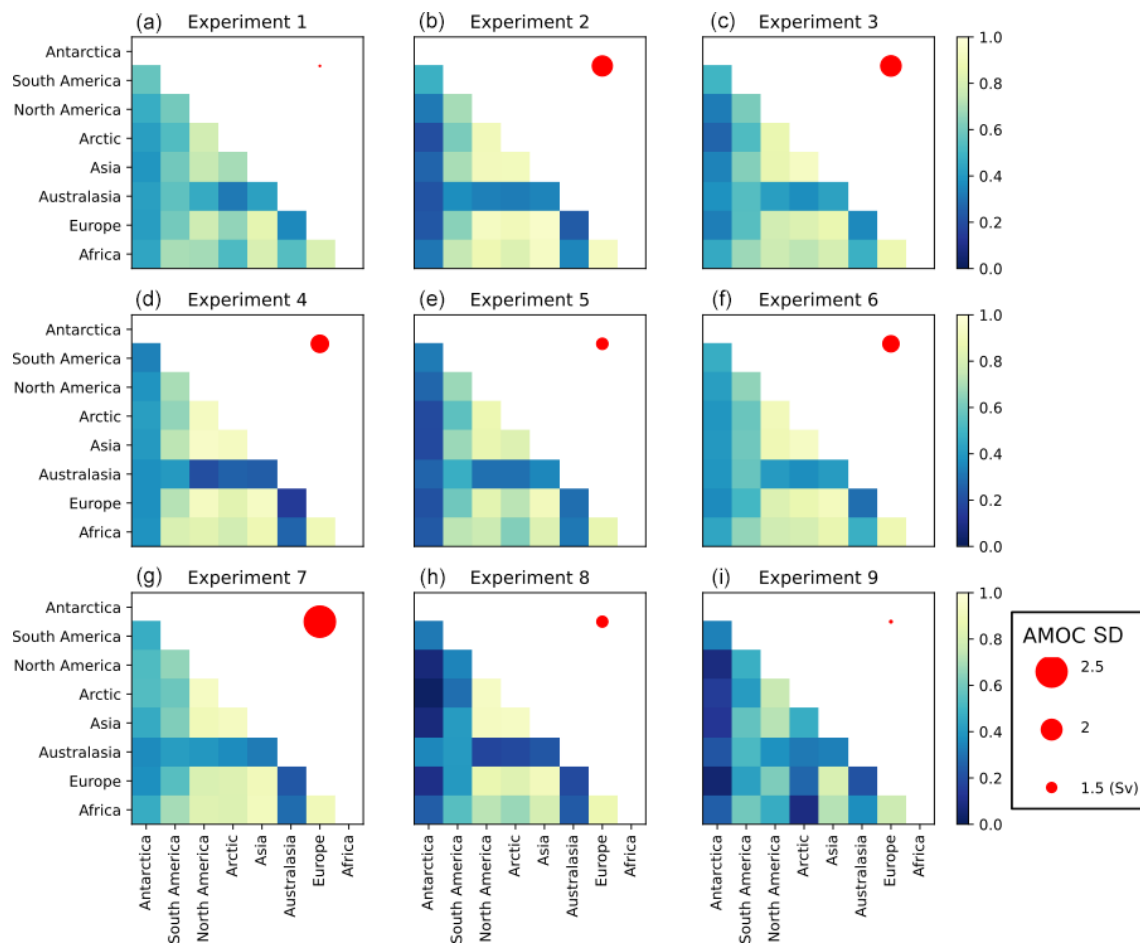 (a) Experiment 1
(b) Experiment 2
(c) Experiment 3
Antarctica
South America
North America
Arctic
Asia
Australasia
Europe
Africa
1.0
0.8
0.6
0.4
0.2
0.0
(d) Experiment 4
(e) Experiment 5
(f) Experiment 6
Antarctica
South America
North America
Arctic
Asia
Australasia
Europe
Africa
1.0
0.8
0.6
0.4
0.2
0.0
(g) Experiment 7
(h) Experiment 8
(i) Experiment 9
Antarctica
South America
North America
Arctic
Asia
Australasia
Europe
Africa
1.0
0.8
0.6
0.4
0.2
0.0
AMOC SD
2.5
2
1.5 (Sv)
Antarctica
South America
North America
Arctic
Asia
Australasia
Europe
Africa
Antarctica
South America
North America
Arctic
Asia
Australasia
Europe
Africa
Antarctica
South America
North America
Arctic
Asia
Australasia
Europe
Africa